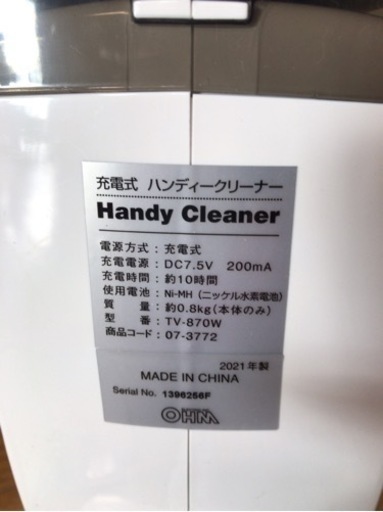 充電式 ハンディークリーナー
Handy Cleaner
電源方式：充電式
充電電源：DC7.5V 200mA
充電時間：約10時間
使用電池：Ni-MH（ニッケル水素電池）
質　量：約0.8kg（本体のみ）
型　番：TV-870W
商品コード：07-3772
2021年製
MADE IN CHINA
Serial No. 1396256F
OHM